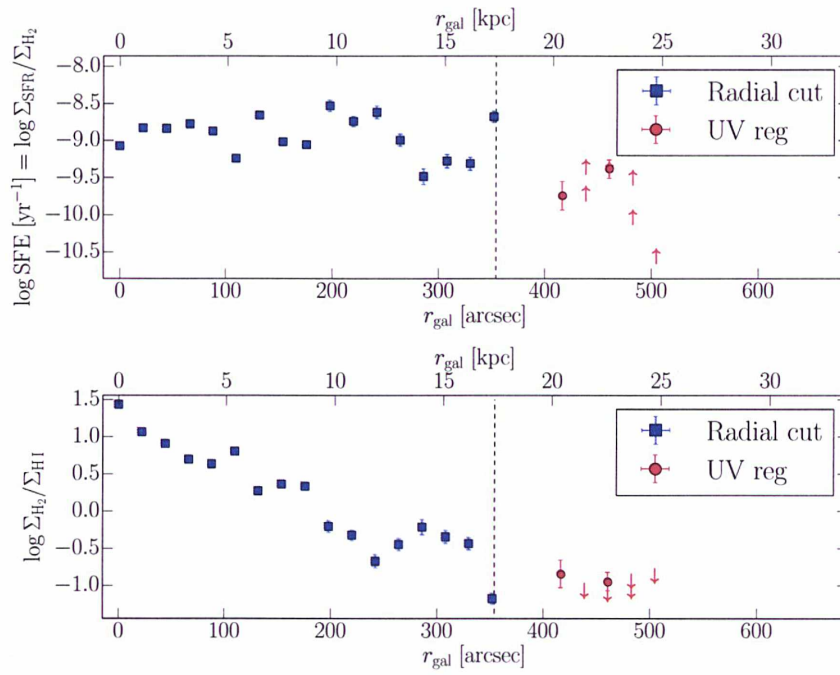 r_gal [kpc]
0 5 10 15 20 25 30
log SFE [yr⁻¹] = log Σ_SFR/Σ_H₂
−8.0
−8.5
−9.0
−9.5
−10.0
−10.5
Radial cut
UV reg
0 100 200 300 400 500 600
r_gal [arcsec]
r_gal [kpc]
0 5 10 15 20 25 30
log Σ_H₂/Σ_H I
1.5
1.0
0.5
0.0
−0.5
−1.0
Radial cut
UV reg
0 100 200 300 400 500 600
r_gal [arcsec]